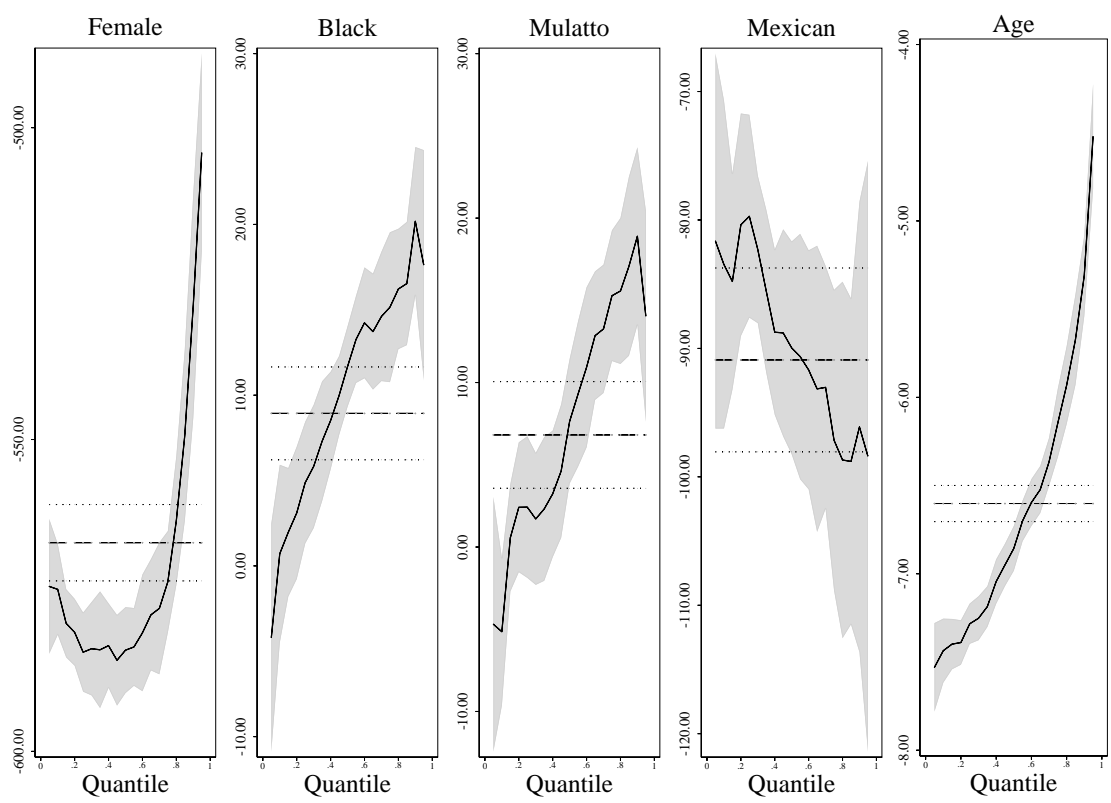 Female
-600.00
-550.00
-500.00
0 .2 .4 .6 .8 1
Quantile
Black
-10.00
0.00
10.00
20.00
30.00
0 .2 .4 .6 .8 1
Quantile
Mulatto
-10.00
0.00
10.00
20.00
30.00
0 .2 .4 .6 .8 1
Quantile
Mexican
-120.00
-110.00
-100.00
-90.00
-80.00
-70.00
0 .2 .4 .6 .8 1
Quantile
Age
-8.00
-7.00
-6.00
-5.00
-4.00
0 .2 .4 .6 .8 1
Quantile